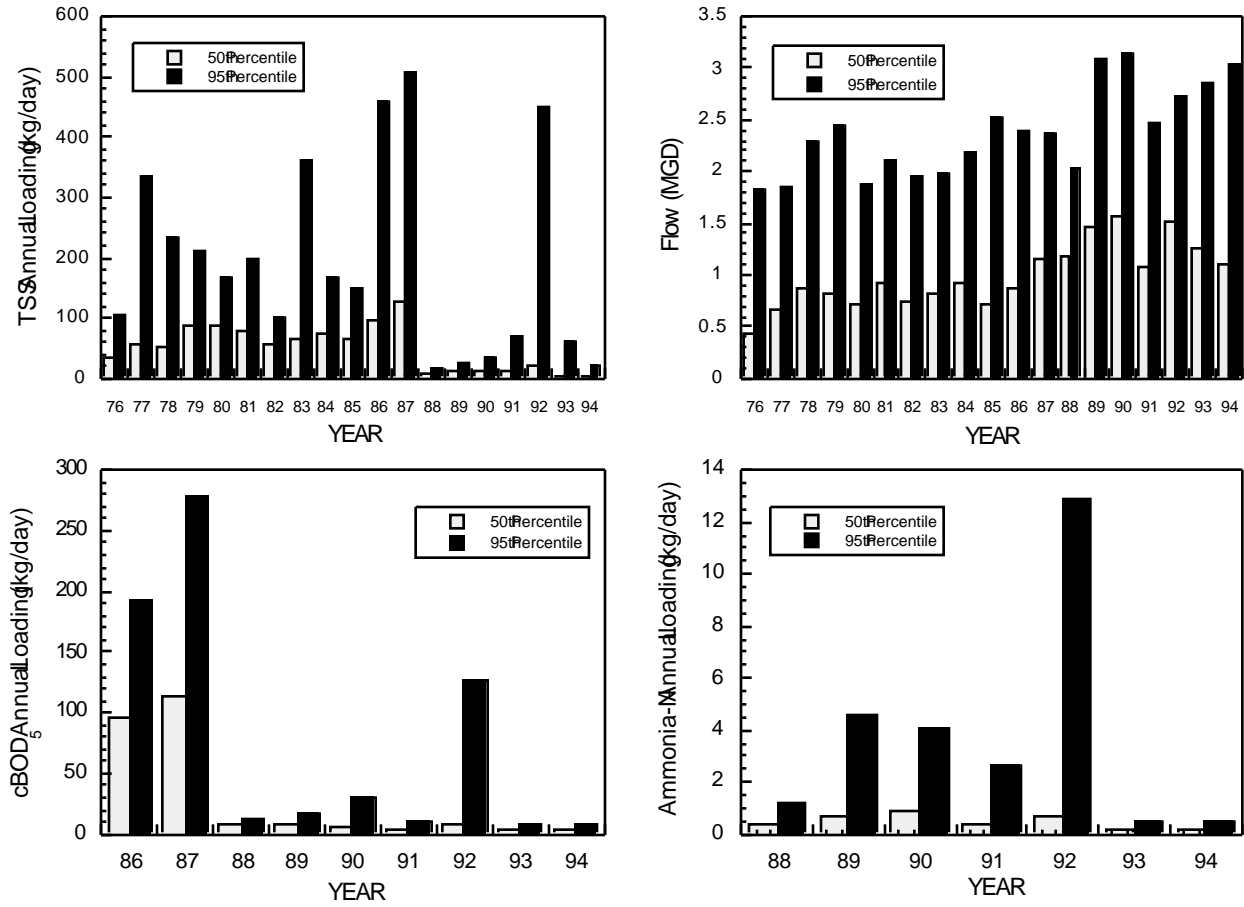 600
500
400
300
200
100
0
TSS Annual Loading (kg/day)
50th Percentile
95th Percentile
76 77 78 79 80 81 82 83 84 85 86 87 88 89 90 91 92 93 94
YEAR
3.5
3
2.5
2
1.5
1
0.5
0
Flow (MGD)
50th Percentile
95th Percentile
76 77 78 79 80 81 82 83 84 85 86 87 88 89 90 91 92 93 94
YEAR
300
250
200
150
100
50
0
cBOD5 Annual Loading (kg/day)
50th Percentile
95th Percentile
86 87 88 89 90 91 92 93 94
YEAR
14
12
10
8
6
4
2
0
Ammonia-N Annual Loading (kg/day)
50th Percentile
95th Percentile
88 89 90 91 92 93 94
YEAR